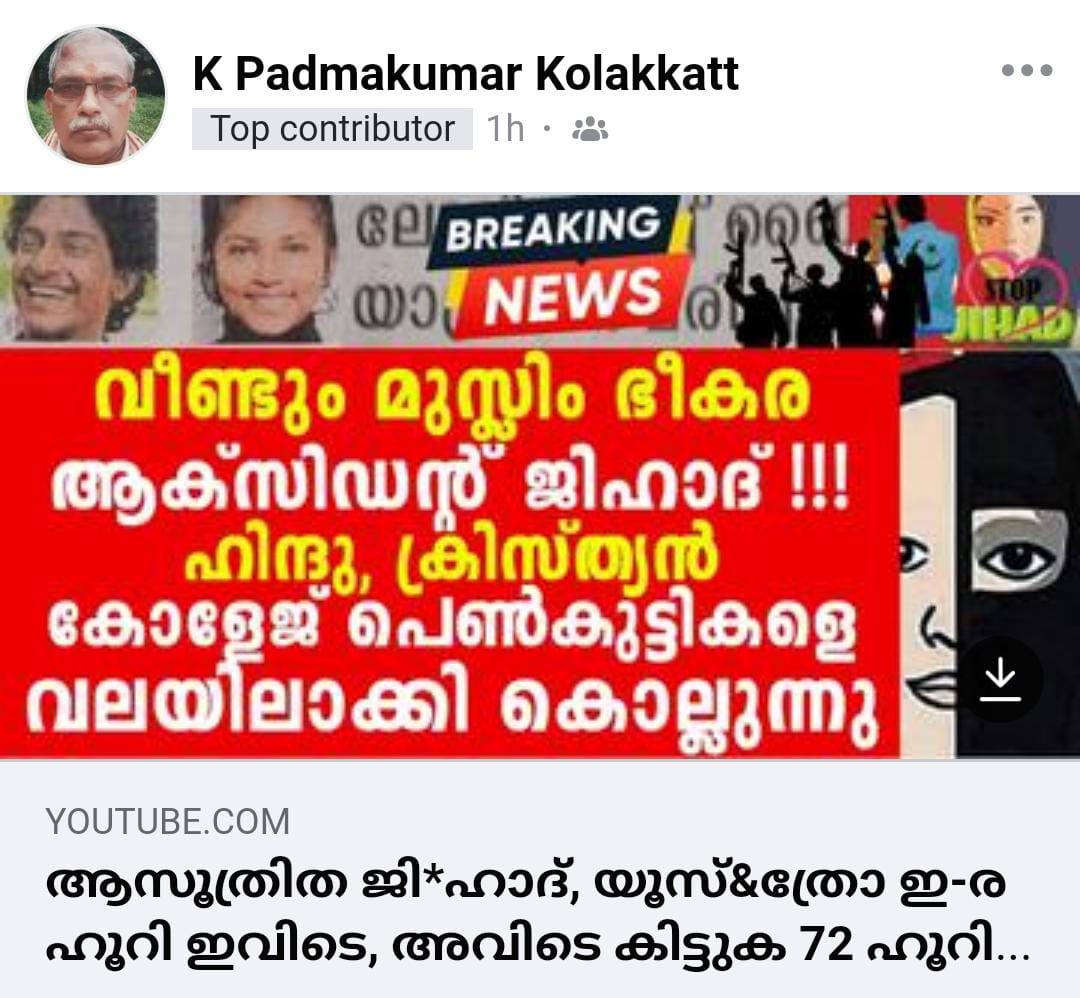 K Padmakumar Kolakkatt
Top contributor 1h ·
ലേ
BREAKING
യാ
NEWS
STOP
JIHAD
വീണ്ടും മുസ്ലിം ഭീകര
ആക്സിഡന്റ് ജിഹാദ് !!!
ഹിന്ദു, ക്രിസ്ത്യൻ
കോളേജ് പെൺകുട്ടികളെ
വലയിലാക്കി കൊല്ലുന്നു
YOUTUBE.COM
ആസൂത്രിത ജി*ഹാദ്, യൂസ്&ത്രോ ഇ-ര
ഹൂറി ഇവിടെ, അവിടെ കിട്ടുക 72 ഹൂറി...